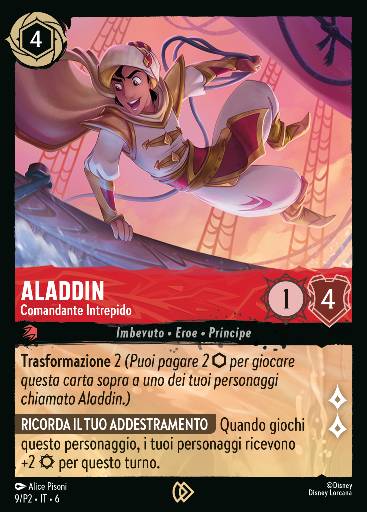 4
ALADDIN
Comandante Intrepido
1
4
Imbevuto • Eroe • Principe
Trasformazione 2 (Puoi pagare 2 ⬡ per giocare
questa carta sopra a uno dei tuoi personaggi
chiamato Aladdin.)
RICORDA IL TUO ADDESTRAMENTO Quando giochi
questo personaggio, i tuoi personaggi ricevono
+2 ¤ per questo turno.
Alice Pisoni
©Disney
9/P2 • IT • 6
Disney Lorcana